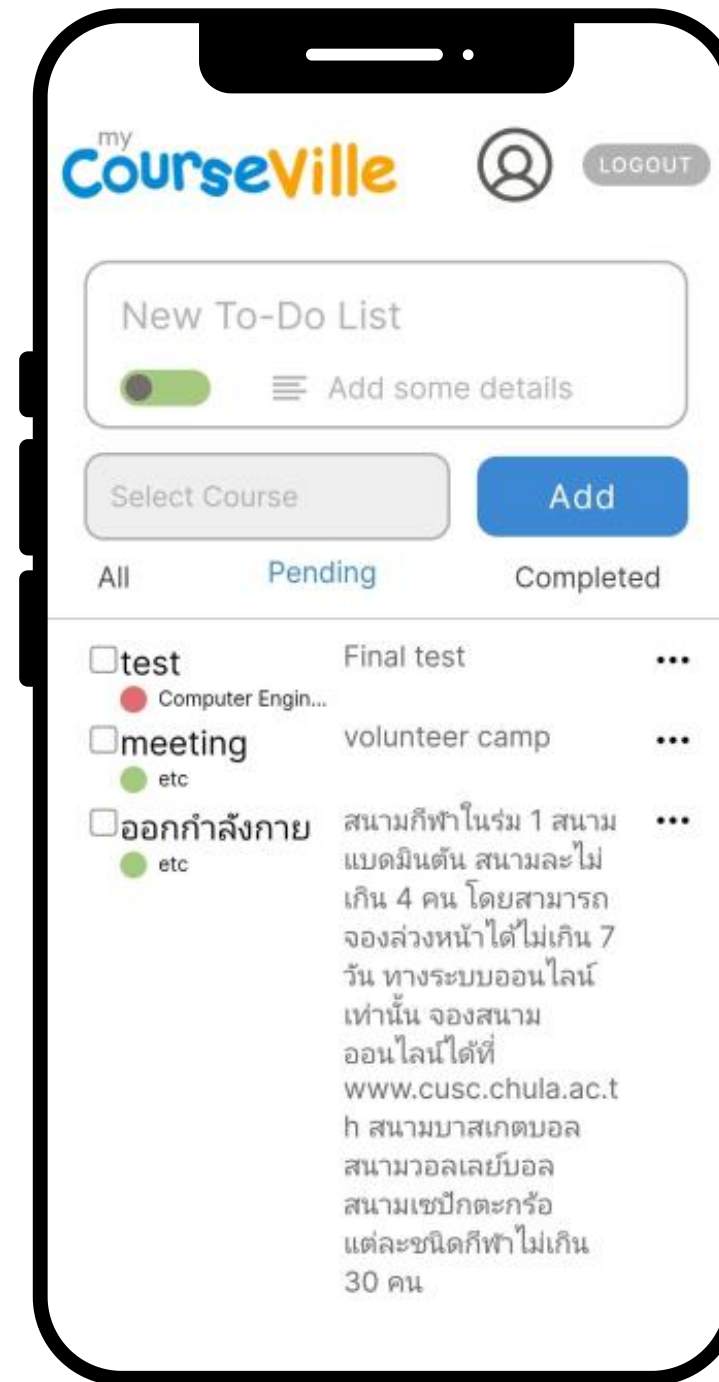 my
CourseVille
LOGOUT
New To-Do List
Add some details
Select Course
Add
All Pending Completed
test Final test
Computer Engin...
meeting volunteer camp
etc
ออกกำลังกาย สนามกีฬาในร่ม 1 สนาม
etc แบดมินตัน สนามละไม่
เกิน 4 คน โดยสามารถ
จองล่วงหน้าได้ไม่เกิน 7
วัน ทางระบบออนไลน์
เท่านั้น จองสนาม
ออนไลน์ได้ที่
www.cusc.chula.ac.t
h สนามบาสเกตบอล
สนามวอลเลย์บอล
สนามเซปักตะกร้อ
แต่ละชนิดกีฬาไม่เกิน
30 คน